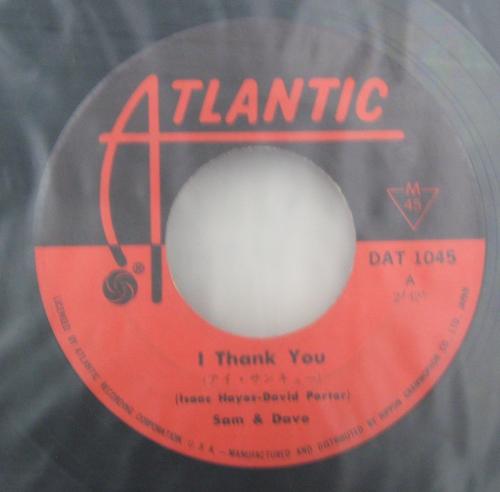 ATLANTIC
®
M
45
DAT 1045
A
I Thank You
(アイ・サンキュー)
(Isaac Hayes-David Porter)
Sam & Dave
LICENSED BY ATLANTIC RECORDING CORPORATION, U.S.A. — MANUFACTURED AND DISTRIBUTED BY NIPPON GRAMMOPHON CO., LTD. JAPAN